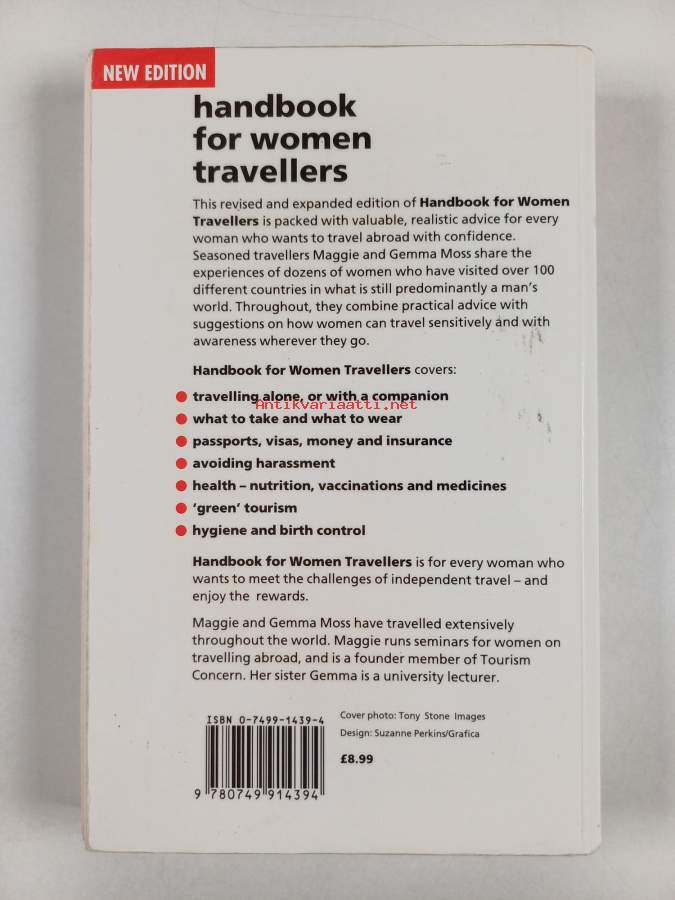 NEW EDITION
handbook
for women
travellers
This revised and expanded edition of Handbook for Women
Travellers is packed with valuable, realistic advice for every
woman who wants to travel abroad with confidence.
Seasoned travellers Maggie and Gemma Moss share the
experiences of dozens of women who have visited over 100
different countries in what is still predominantly a man's
world. Throughout, they combine practical advice with
suggestions on how women can travel sensitively and with
awareness wherever they go.
Handbook for Women Travellers covers:
travelling alone, or with a companion
Antikvariaatti.net
what to take and what to wear
passports, visas, money and insurance
avoiding harassment
health – nutrition, vaccinations and medicines
'green' tourism
hygiene and birth control
Handbook for Women Travellers is for every woman who
wants to meet the challenges of independent travel – and
enjoy the rewards.
Maggie and Gemma Moss have travelled extensively
throughout the world. Maggie runs seminars for women on
travelling abroad, and is a founder member of Tourism
Concern. Her sister Gemma is a university lecturer.
ISBN 0-7499-1439-4
9 780749 914394
Cover photo: Tony Stone Images
Design: Suzanne Perkins/Grafica
£8.99